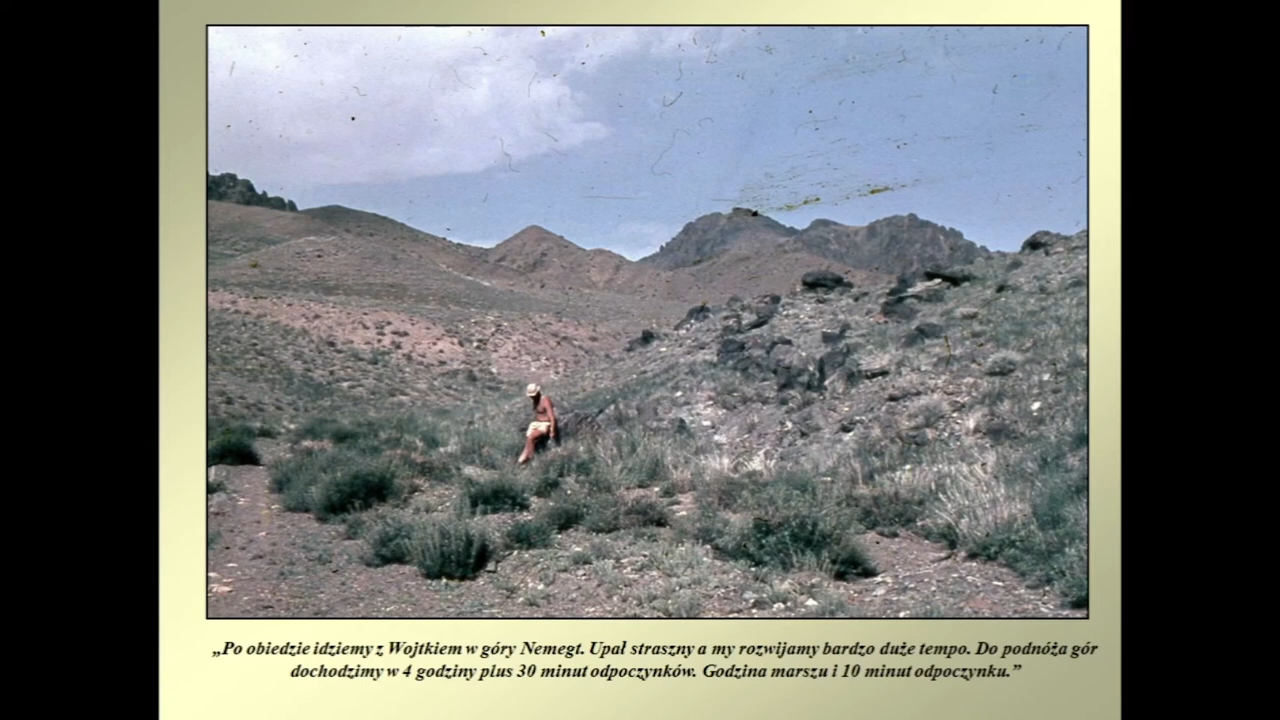 „Po obiedzie idziemy z Wojtkiem w góry Nemegt. Upał straszny a my rozwijamy bardzo duże tempo. Do podnóża gór
dochodzimy w 4 godziny plus 30 minut odpoczynków. Godzina marszu i 10 minut odpoczynku.”